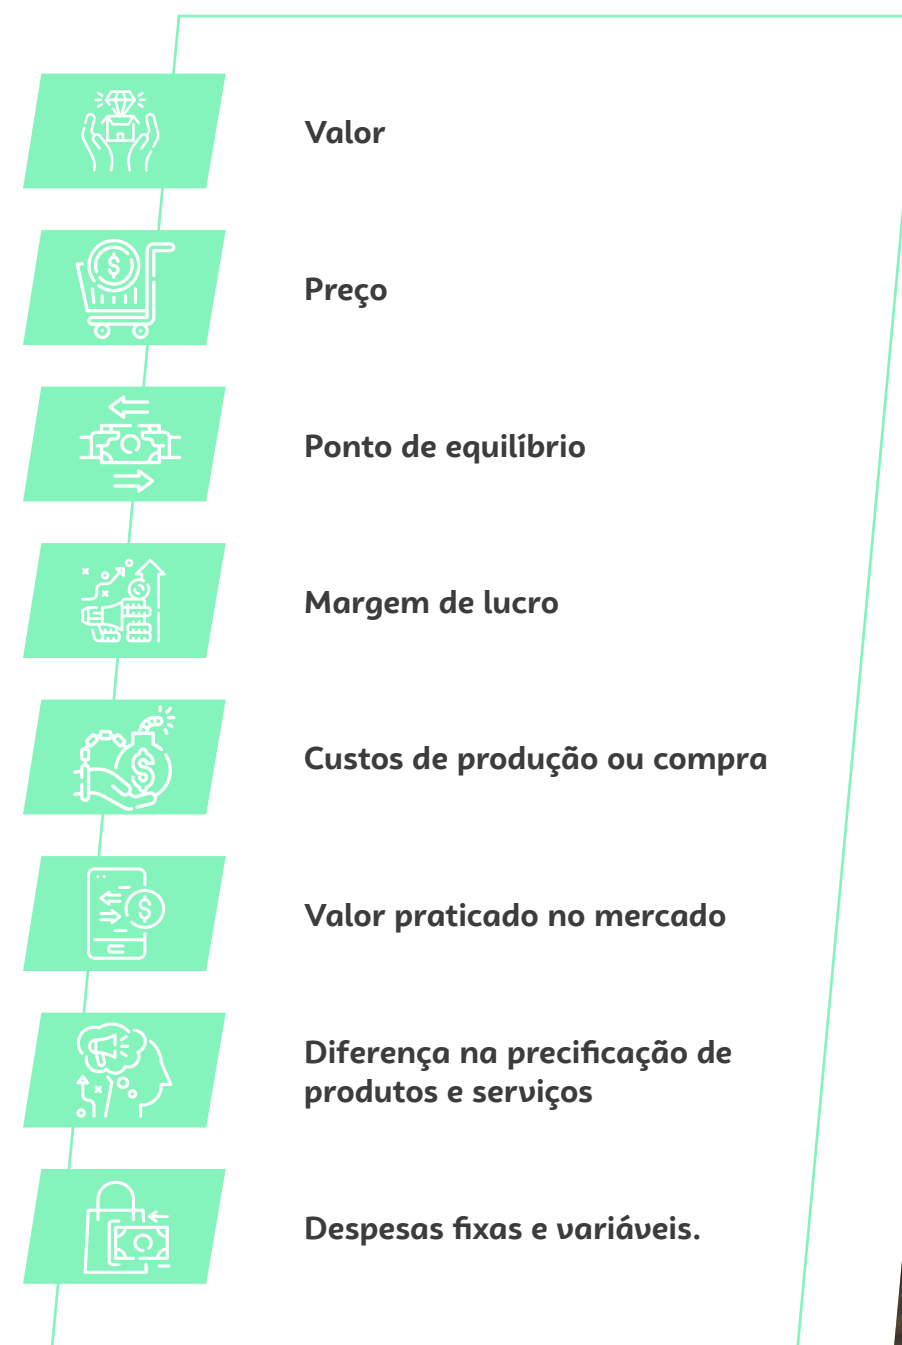 Valor
Preço
Ponto de equilíbrio
Margem de lucro
Custos de produção ou compra
Valor praticado no mercado
Diferença na precificação de
produtos e serviços
Despesas fixas e variáveis.